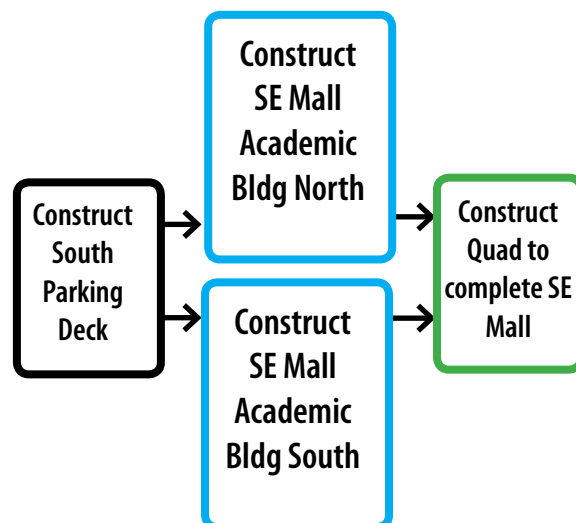 Construct
South
Parking
Deck
Construct
SE Mall
Academic
Bldg North
Construct
SE Mall
Academic
Bldg South
Construct
Quad to
complete SE
Mall